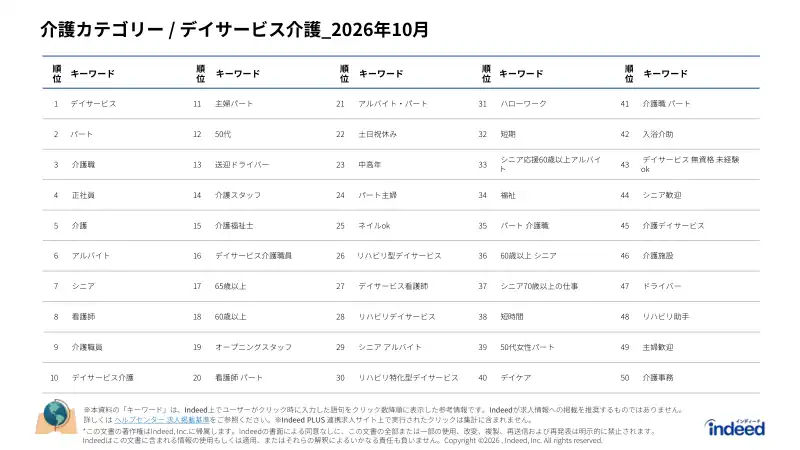 介護カテゴリー / デイサービス介護_2026年10月
順位 キーワード 順位 キーワード 順位 キーワード 順位 キーワード 順位 キーワード
1 デイサービス 11 主婦パート 21 アルバイト・パート 31 ハローワーク 41 介護職 パート
2 パート 12 50代 22 土日祝休み 32 短期 42 入浴介助
3 介護職 13 送迎ドライバー 23 中高年 33 シニア応援60歳以上アルバイト 43 デイサービス 無資格 未経験 ok
4 正社員 14 介護スタッフ 24 パート主婦 34 福祉 44 シニア歓迎
5 介護 15 介護福祉士 25 ネイルok 35 パート 介護職 45 介護デイサービス
6 アルバイト 16 デイサービス介護職員 26 リハビリ型デイサービス 36 60歳以上 シニア 46 介護施設
7 シニア 17 65歳以上 27 デイサービス看護師 37 シニア70歳以上の仕事 47 ドライバー
8 看護師 18 60歳以上 28 リハビリデイサービス 38 短時間 48 リハビリ助手
9 介護職員 19 オープニングスタッフ 29 シニア アルバイト 39 50代女性パート 49 主婦歓迎
10 デイサービス介護 20 看護師 パート 30 リハビリ特化型デイサービス 40 デイケア 50 介護事務
※本資料の「キーワード」は、Indeed上でユーザーがクリック時に入力した語句をクリック数降順に表示した参考情報です。Indeedが求人情報への掲載を推奨するものではありません。
詳しくは ヘルプセンター 求人掲載基準をご参照ください。※Indeed PLUS 連携求人サイト上で実行されたクリックは集計に含まれません。
*この文書の著作権はIndeed,Inc.に帰属します。Indeedの書面による同意なしに、この文書の全部または一部の使用、改変、複製、再送信および再発表は明示的に禁止されます。
Indeedはこの文書に含まれる情報の使用もしくは適用、またはそれらの解釈によるいかなる責任も負いません。Copyright ©2026 , Indeed, Inc. All rights reserved.
インディード
indeed